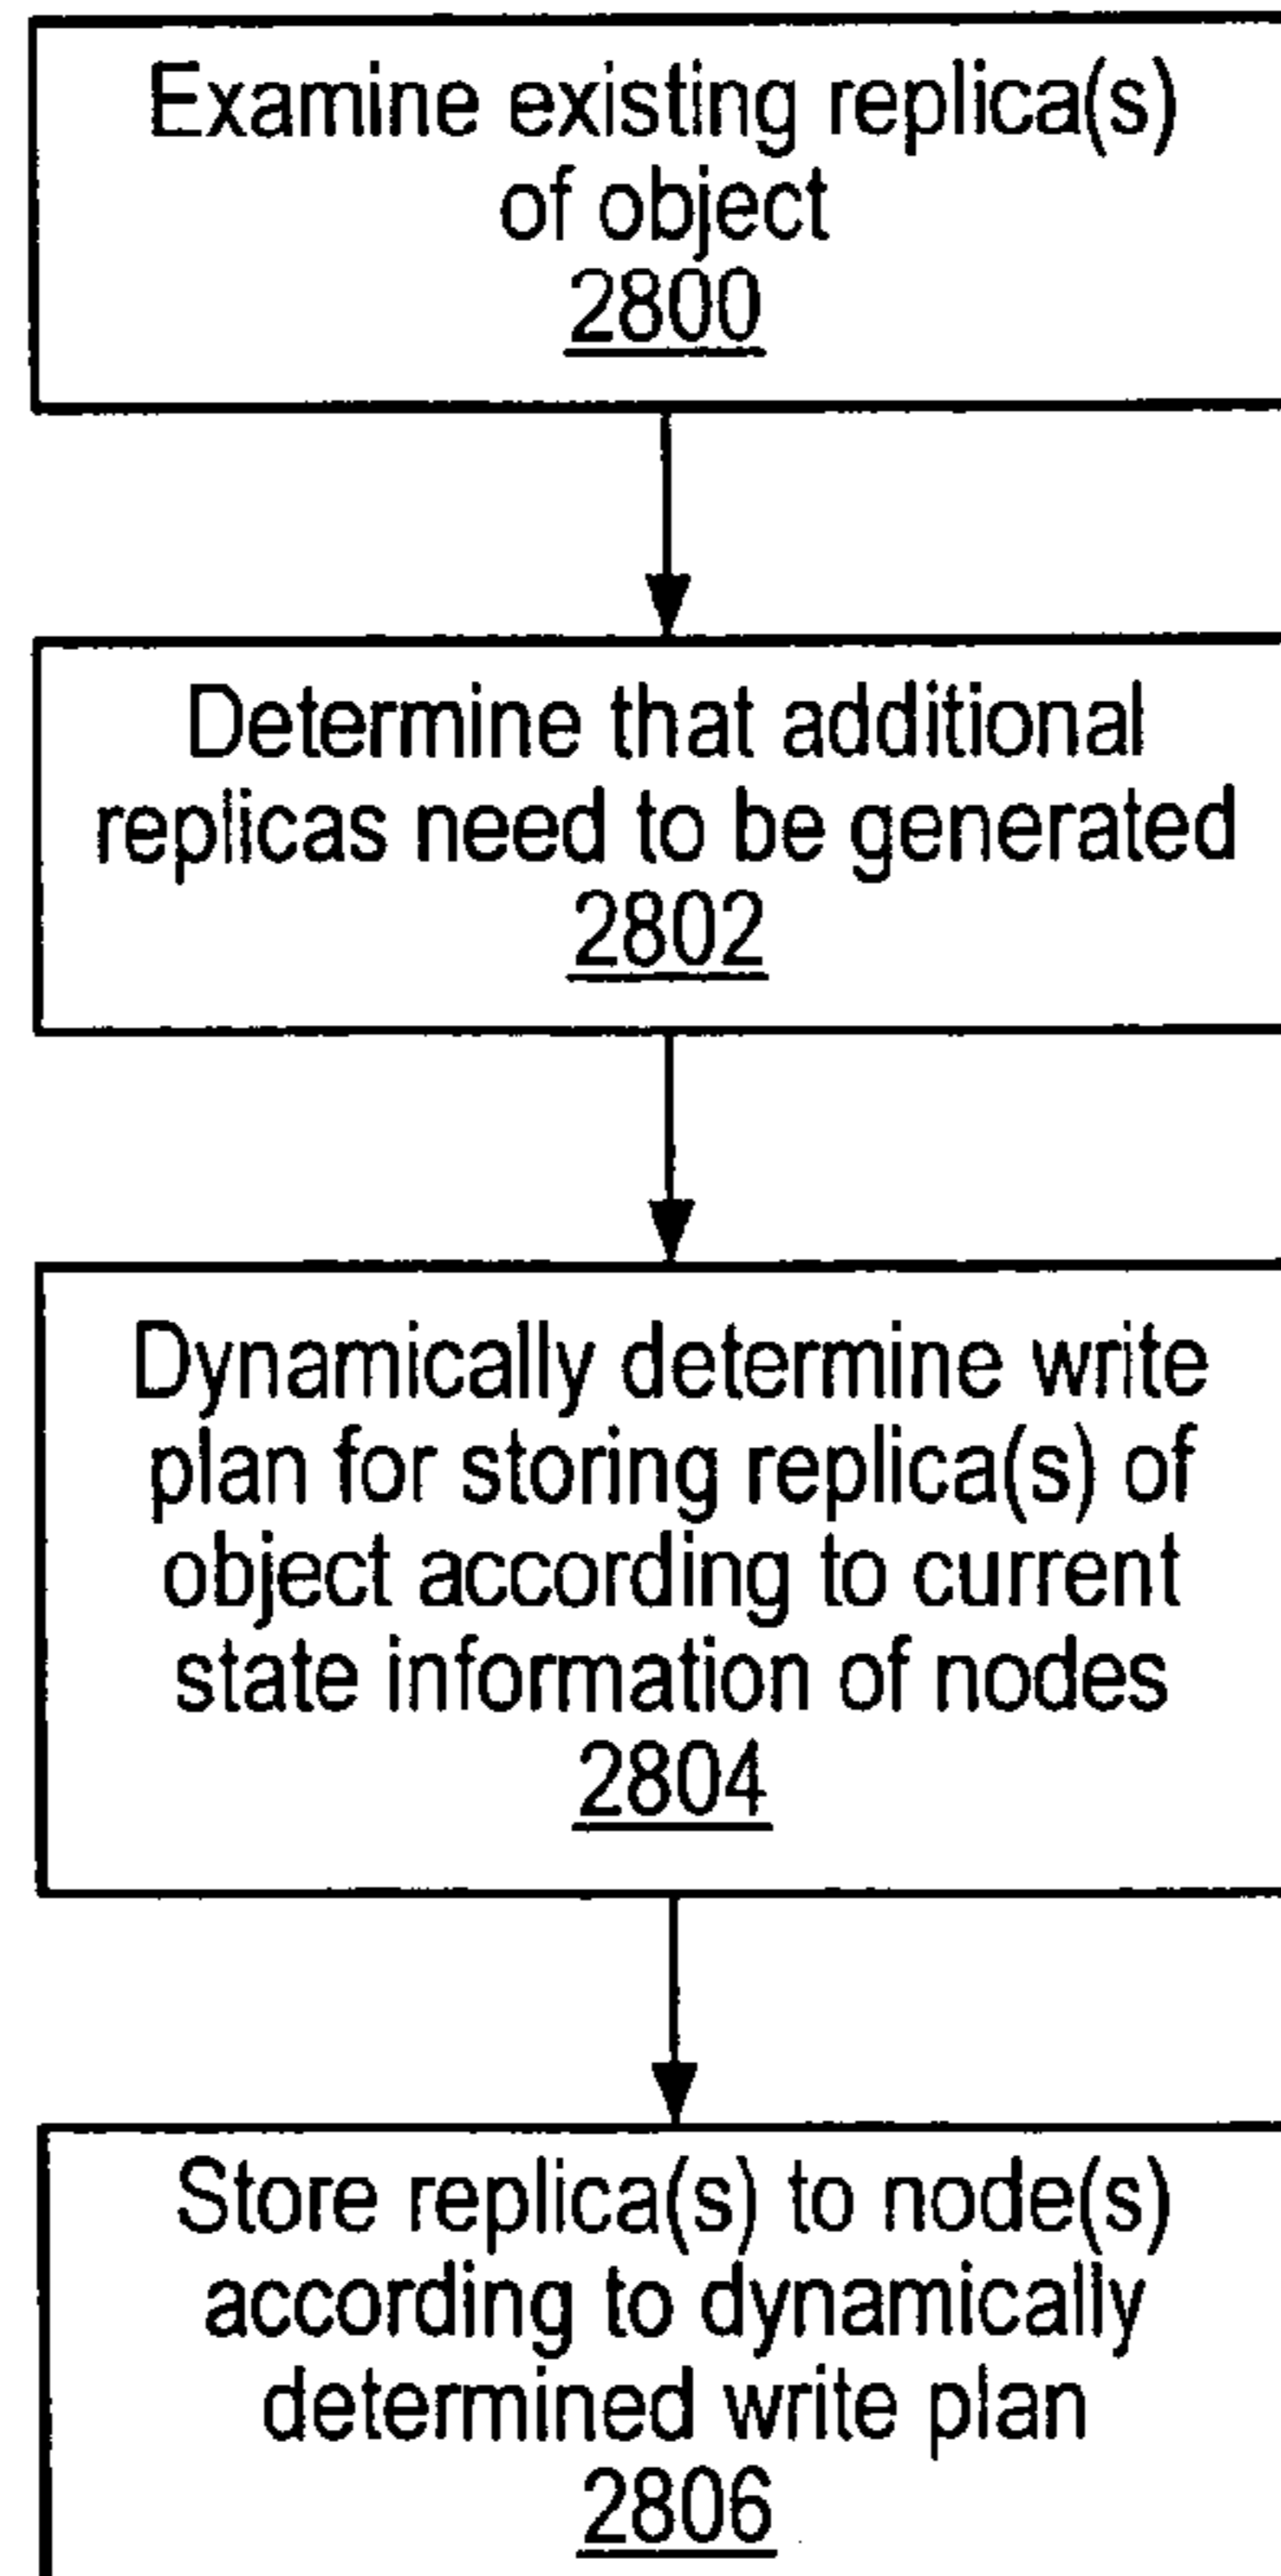 Examine existing replica(s)
of object
2800
Determine that additional
replicas need to be generated
2802
Dynamically determine write
plan for storing replica(s) of
object according to current
state information of nodes
2804
Store replica(s) to node(s)
according to dynamically
determined write plan
2806